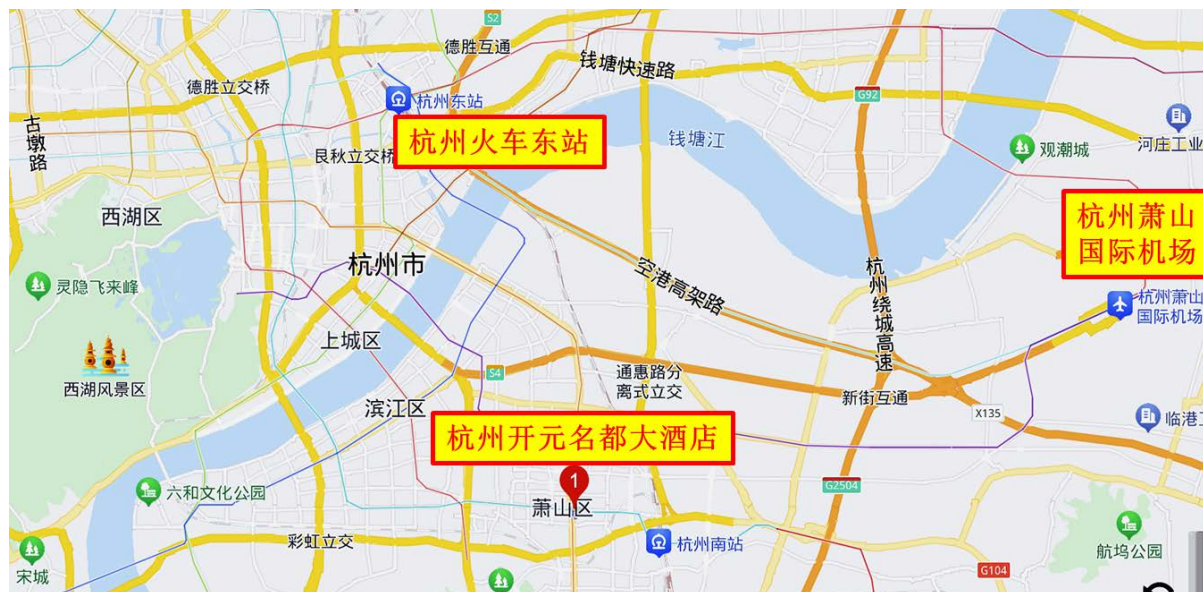 S2
德胜互通
钱塘快速路
德胜立交桥
杭州东站
G92
古墩路
杭州火车东站
钱塘江
观潮城
河庄工业
艮秋立交桥
西湖区
杭州萧山
国际机场
杭州市
空港高架路
杭州绕城高速
灵隐飞来峰
杭州萧山
国际机场
上城区
西湖风景区
S4
通惠路分
离式立交
新街互通
滨江区
X135
临港工
杭州开元名都大酒店
1
六和文化公园
萧山区
G2504
彩虹立交
杭州南站
航坞公园
宋城
G104